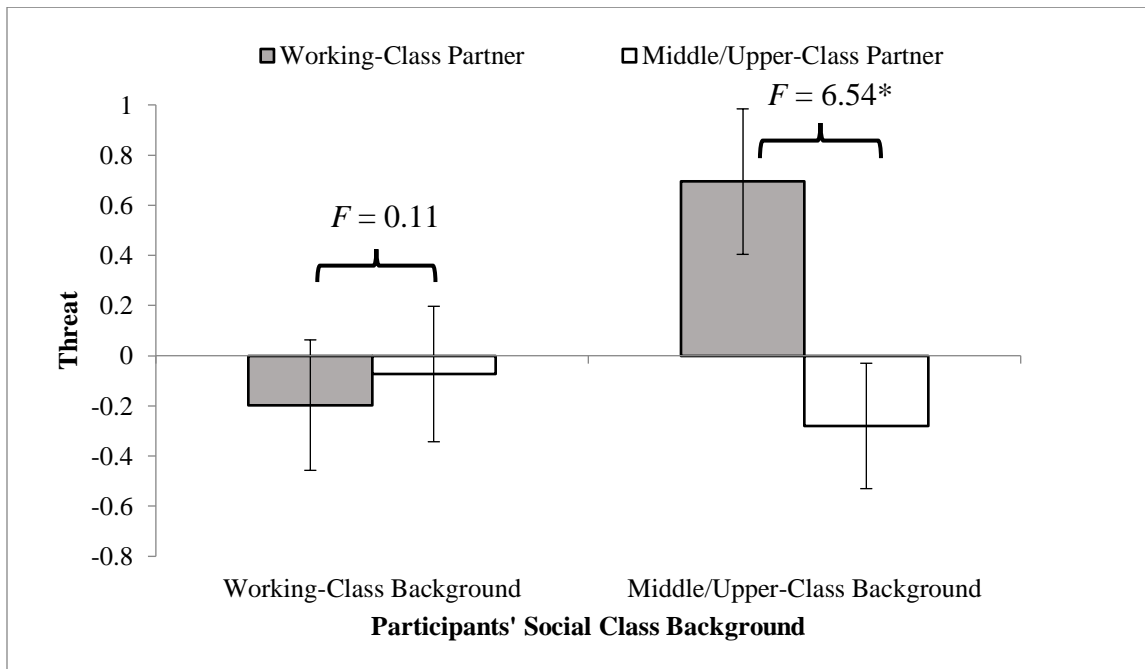 Working-Class Partner Middle/Upper-Class Partner
F = 6.54*
F = 0.11
1
0.8
0.6
0.4
0.2
0
-0.2
-0.4
-0.6
-0.8
Threat
Working-Class Background Middle/Upper-Class Background
Participants' Social Class Background